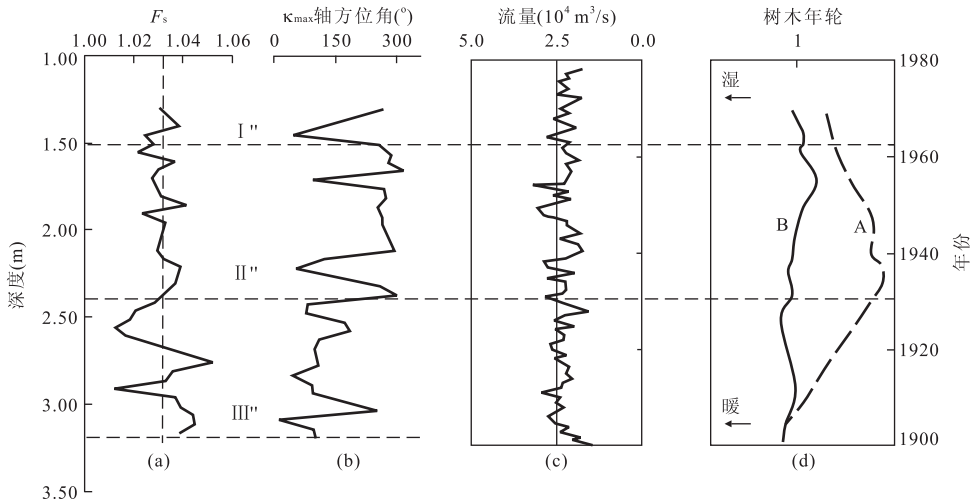 Fs κmax轴方位角(°) 流量(10⁴ m³/s) 树木年轮
1.00 1.02 1.04 1.06 0 150 300 5.0 2.5 0.0 1
1.00 1980
湿
I"
1.50 1960
2.00 B A
1940
II"
深度(m) 年份
2.50
1920
3.00 III" 暖
1900
(a) (b) (c) (d)
3.50